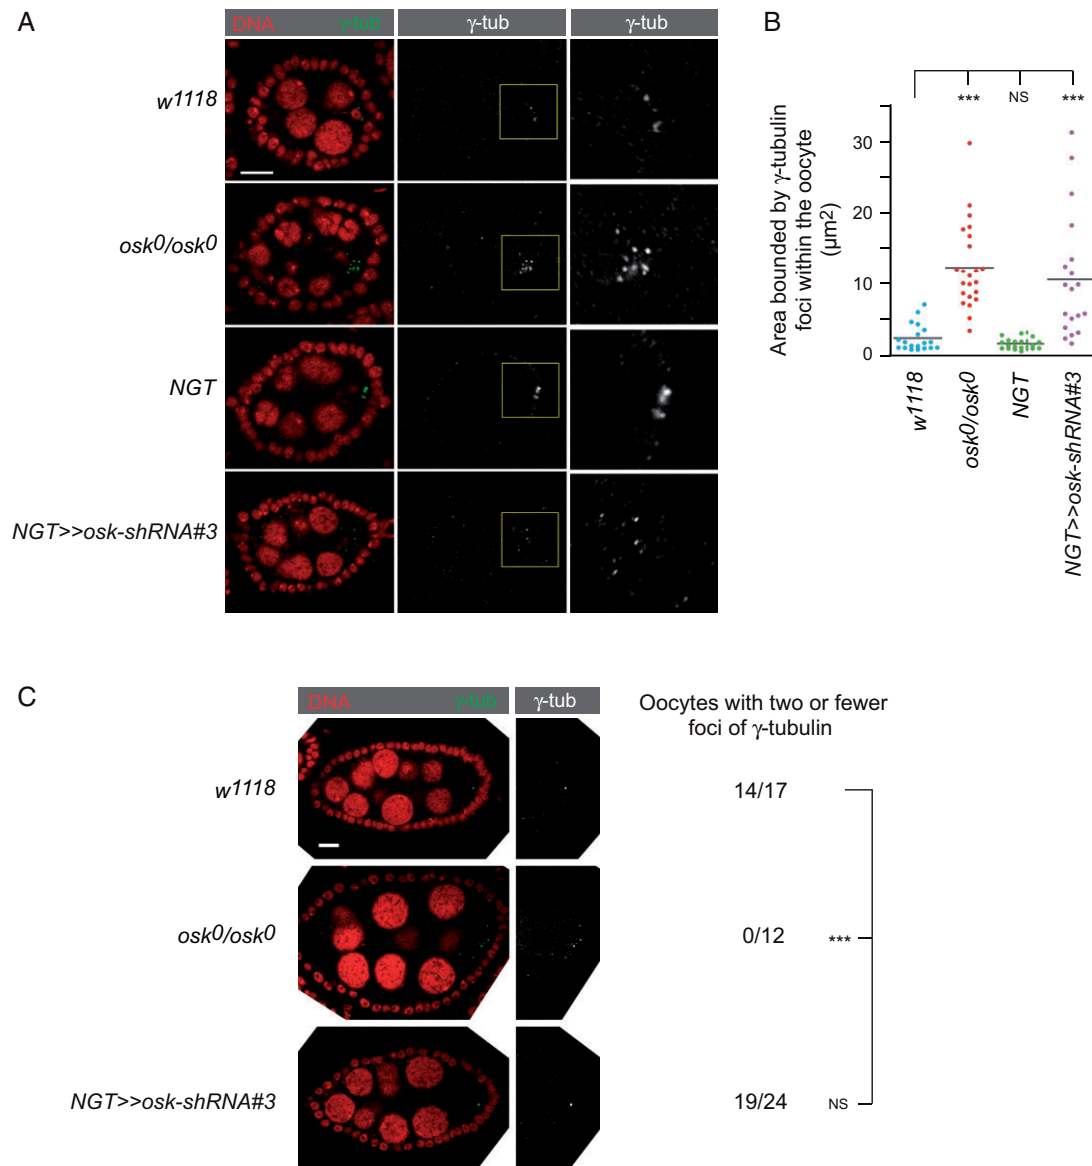 A
DNA γ-tub γ-tub γ-tub
w1118
osk0/osk0
NGT
NGT>>osk-shRNA#3
B
*** NS ***
Area bounded by γ-tubulin
foci within the oocyte
(µm2)
30
20
10
0
w1118
osk0/osk0
NGT
NGT>>osk-shRNA#3
C
DNA γ-tub γ-tub
Oocytes with two or fewer
foci of γ-tubulin
w1118 14/17
osk0/osk0 0/12 ***
NGT>>osk-shRNA#3 19/24 NS